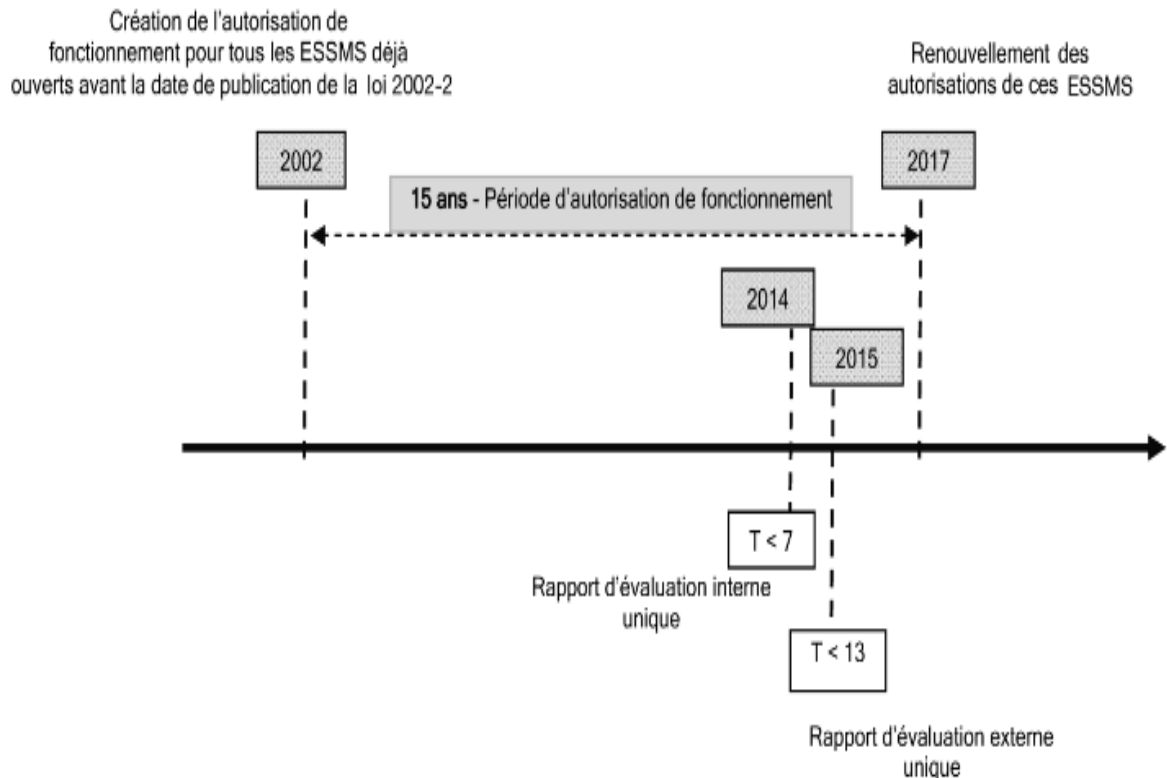 Création de l'autorisation de
fonctionnement pour tous les ESSMS déjà
ouverts avant la date de publication de la loi 2002-2
Renouvellement des
autorisations de ces ESSMS
2002
2017
15 ans - Période d'autorisation de fonctionnement
2014
2015
T < 7
Rapport d'évaluation interne
unique
T < 13
Rapport d'évaluation externe
unique